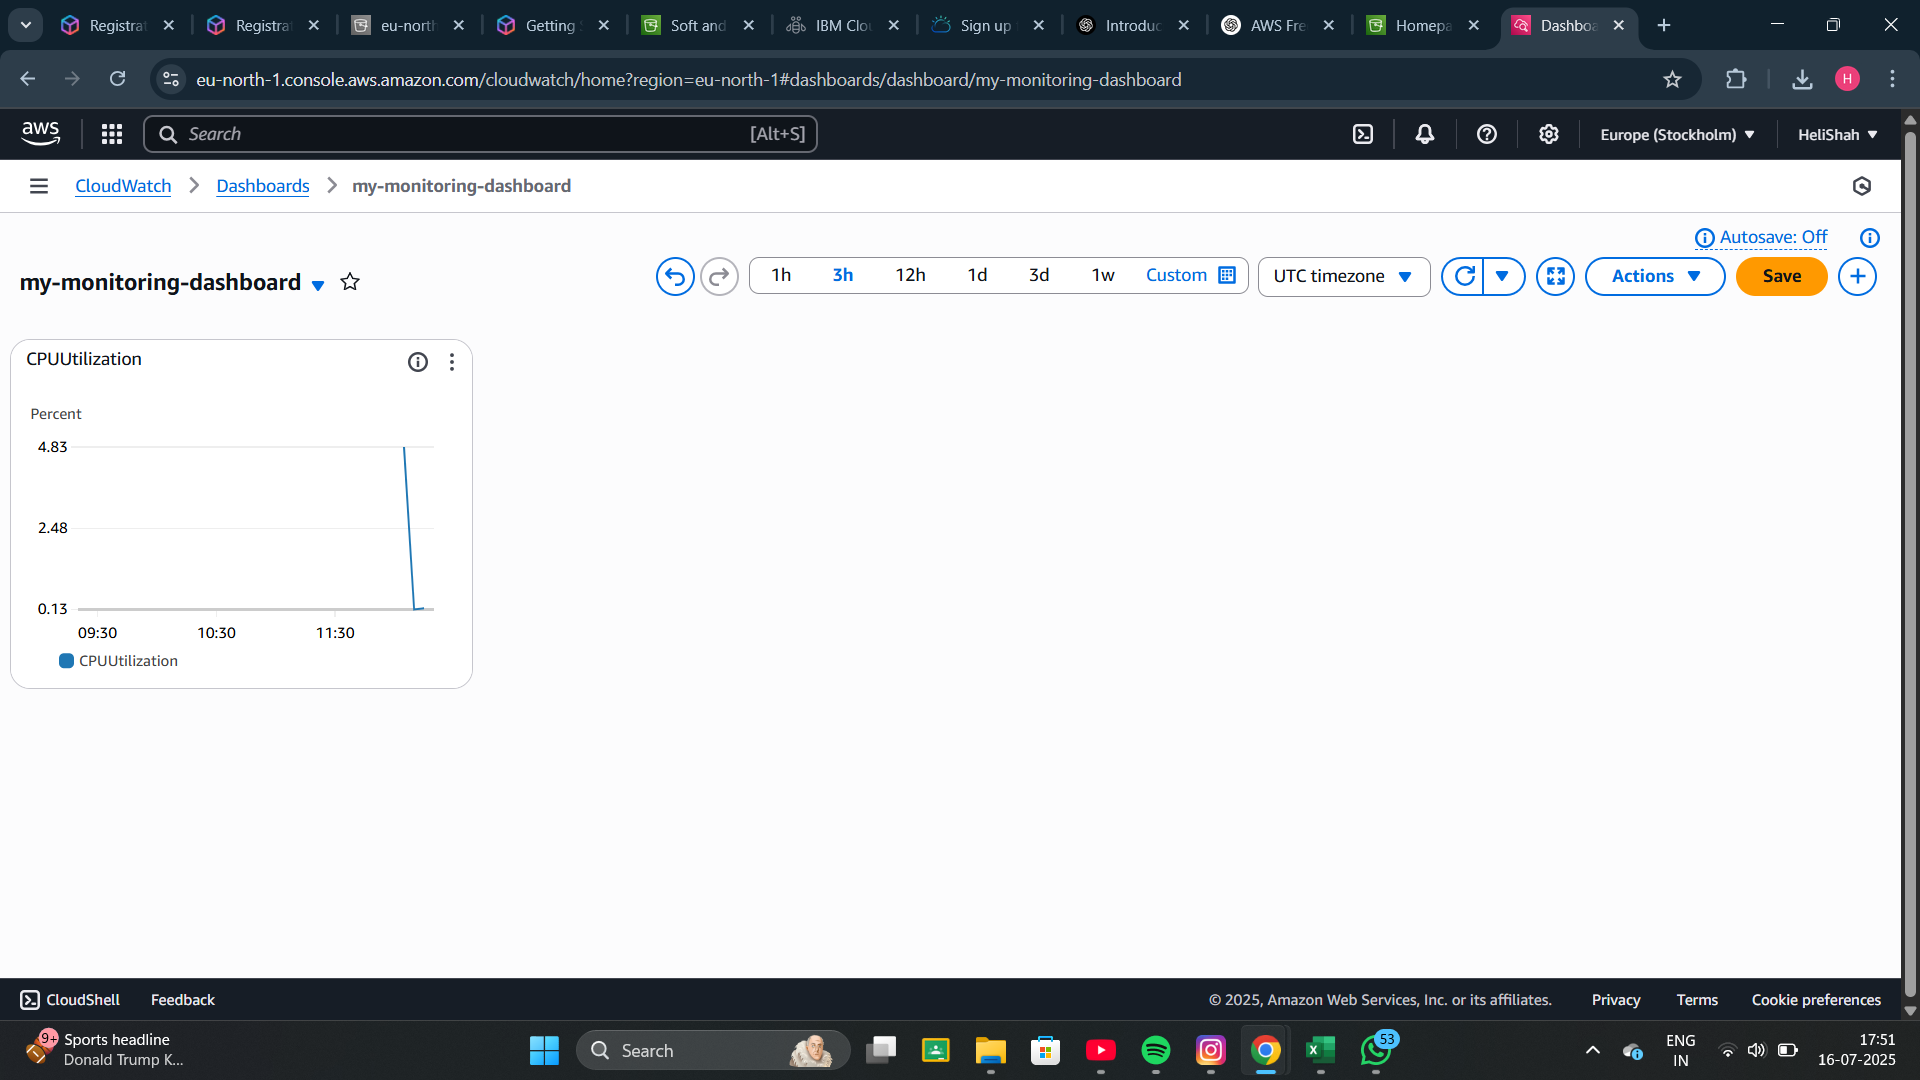 Registrat
Registrat
eu-north
Getting S
Soft and
IBM Clou
Sign up f
Introduc
AWS Fre
Homepa
Dashboa
eu-north-1.console.aws.amazon.com/cloudwatch/home?region=eu-north-1#dashboards/dashboard/my-monitoring-dashboard
H
aws
Search
[Alt+S]
Europe (Stockholm)
HeliShah
CloudWatch
Dashboards
my-monitoring-dashboard
Autosave: Off
my-monitoring-dashboard
1h
3h
12h
1d
3d
1w
Custom
UTC timezone
Actions
Save
CPUUtilization
Percent
4.83
2.48
0.13
09:30
10:30
11:30
CPUUtilization
CloudShell
Feedback
© 2025, Amazon Web Services, Inc. or its affiliates.
Privacy
Terms
Cookie preferences
9+
Sports headline
Donald Trump K...
Search
53
ENG
IN
17:51
16-07-2025